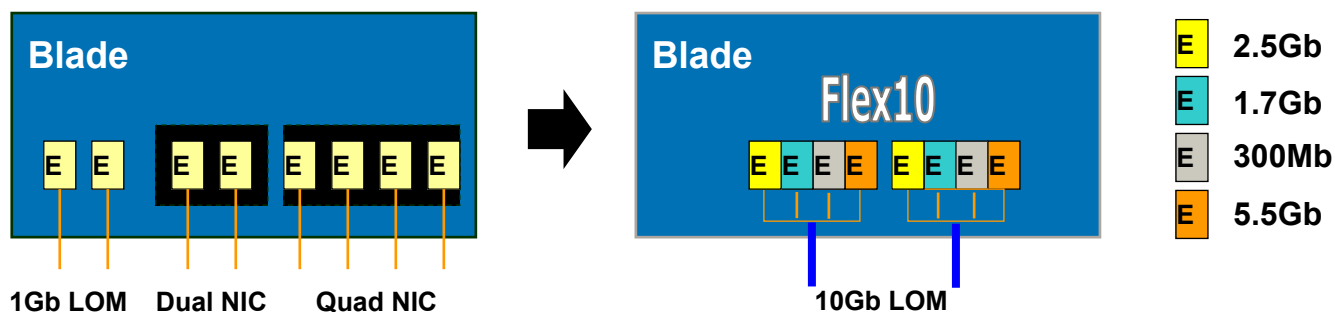 Blade
E E E E E E E E
1Gb LOM Dual NIC Quad NIC
Blade
Flex10
E E E E E E E E
10Gb LOM
E 2.5Gb
E 1.7Gb
E 300Mb
E 5.5Gb